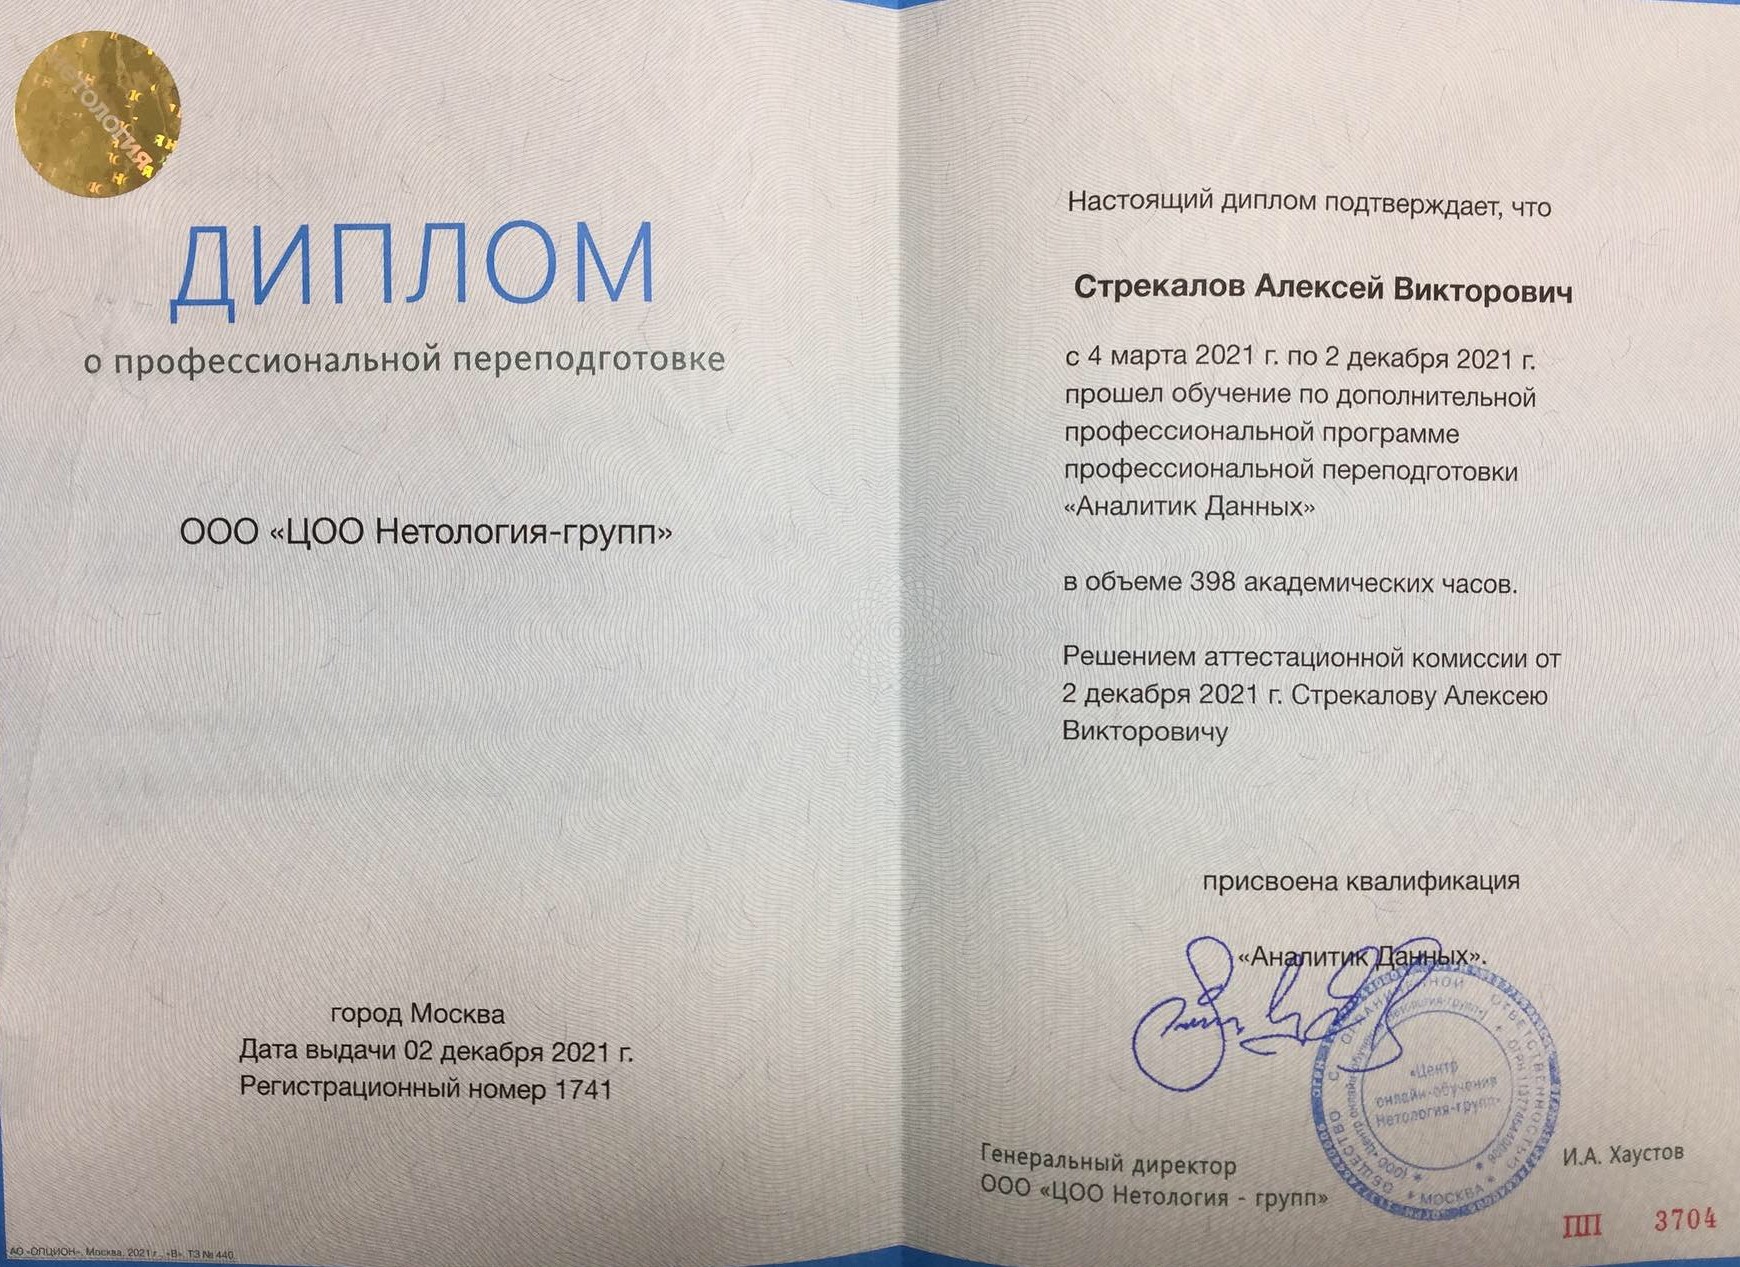 нетология
ДИПЛОМ
о профессиональной переподготовке
ООО «ЦОО Нетология-групп»
город Москва
Дата выдачи 02 декабря 2021 г.
Регистрационный номер 1741
АО «ОПЦИОН», Москва, 2021 г., «В». ТЗ № 440.
Настоящий диплом подтверждает, что
Стрекалов Алексей Викторович
с 4 марта 2021 г. по 2 декабря 2021 г.
прошел обучение по дополнительной
профессиональной программе
профессиональной переподготовки
«Аналитик Данных»
в объеме 398 академических часов.
Решением аттестационной комиссии от
2 декабря 2021 г. Стрекалову Алексею
Викторовичу
присвоена квалификация
«Аналитик Данных».
ОБЩЕСТВО С ОГРАНИЧЕННОЙ ОТВЕТСТВЕННОСТЬЮ
* МОСКВА *
«Центр
онлайн-обучения
Нетология-групп»
Генеральный директор
ООО «ЦОО Нетология - групп»
И.А. Хаустов
ПП 3704